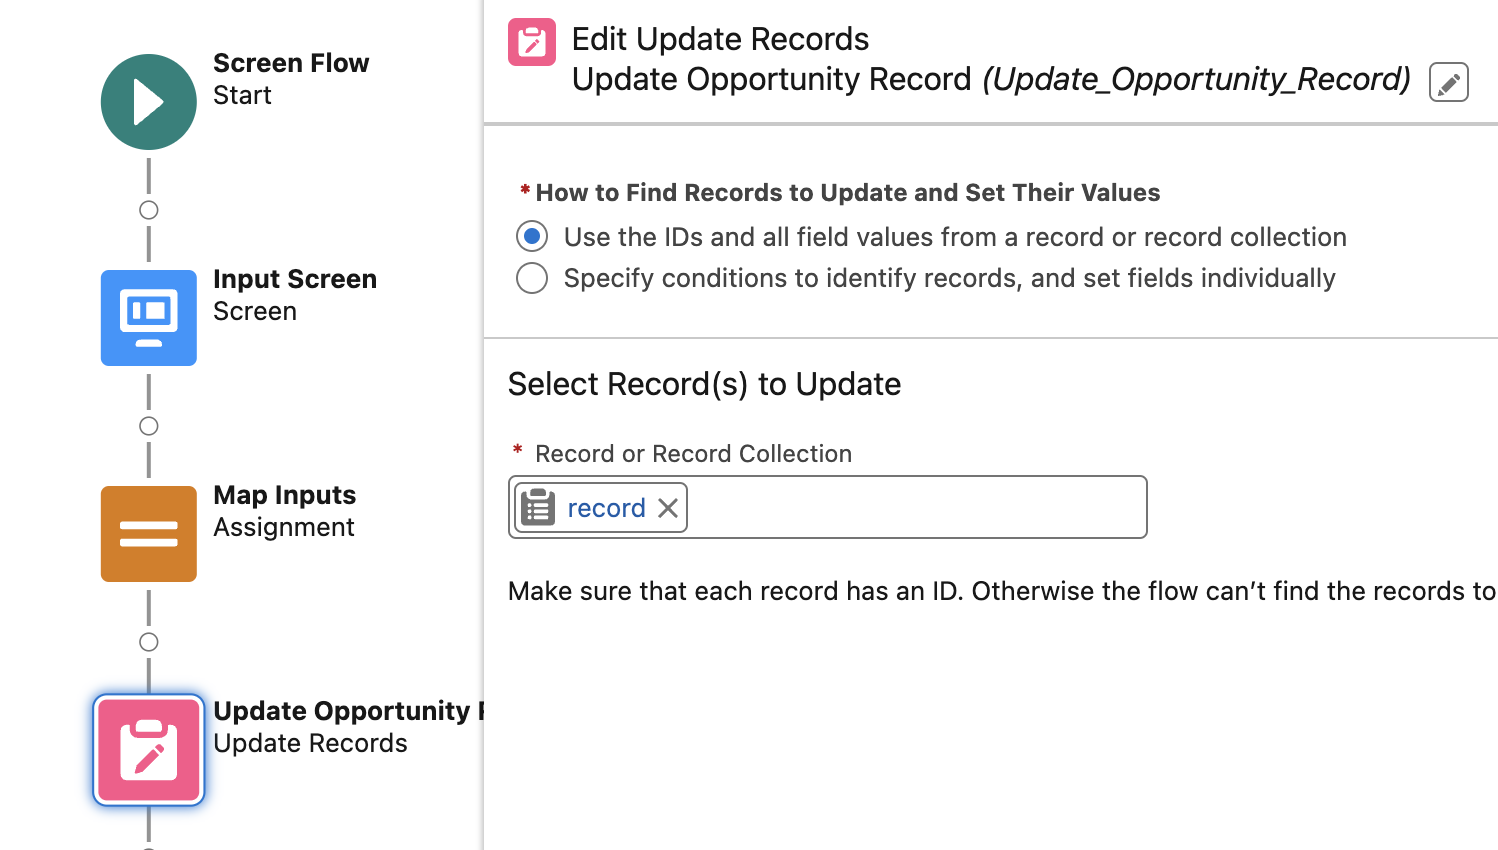 Screen Flow
Start
Input Screen
Screen
Map Inputs
Assignment
Update Opportunity
Update Records
Edit Update Records
Update Opportunity Record (Update_Opportunity_Record)
* How to Find Records to Update and Set Their Values
Use the IDs and all field values from a record or record collection
Specify conditions to identify records, and set fields individually
Select Record(s) to Update
* Record or Record Collection
record
Make sure that each record has an ID. Otherwise the flow can't find the records to